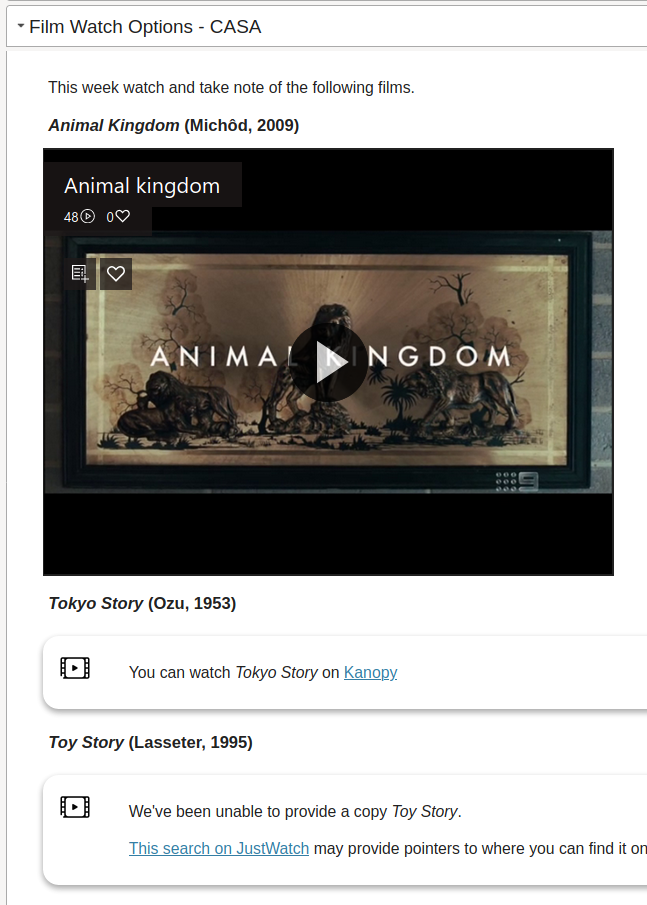 Film Watch Options - CASA
This week watch and take note of the following films.
Animal Kingdom (Michôd, 2009)
Animal kingdom
48 0
ANIMAL KINGDOM
9
Tokyo Story (Ozu, 1953)
You can watch Tokyo Story on Kanopy
Toy Story (Lasseter, 1995)
We've been unable to provide a copy Toy Story.
This search on JustWatch may provide pointers to where you can find it on